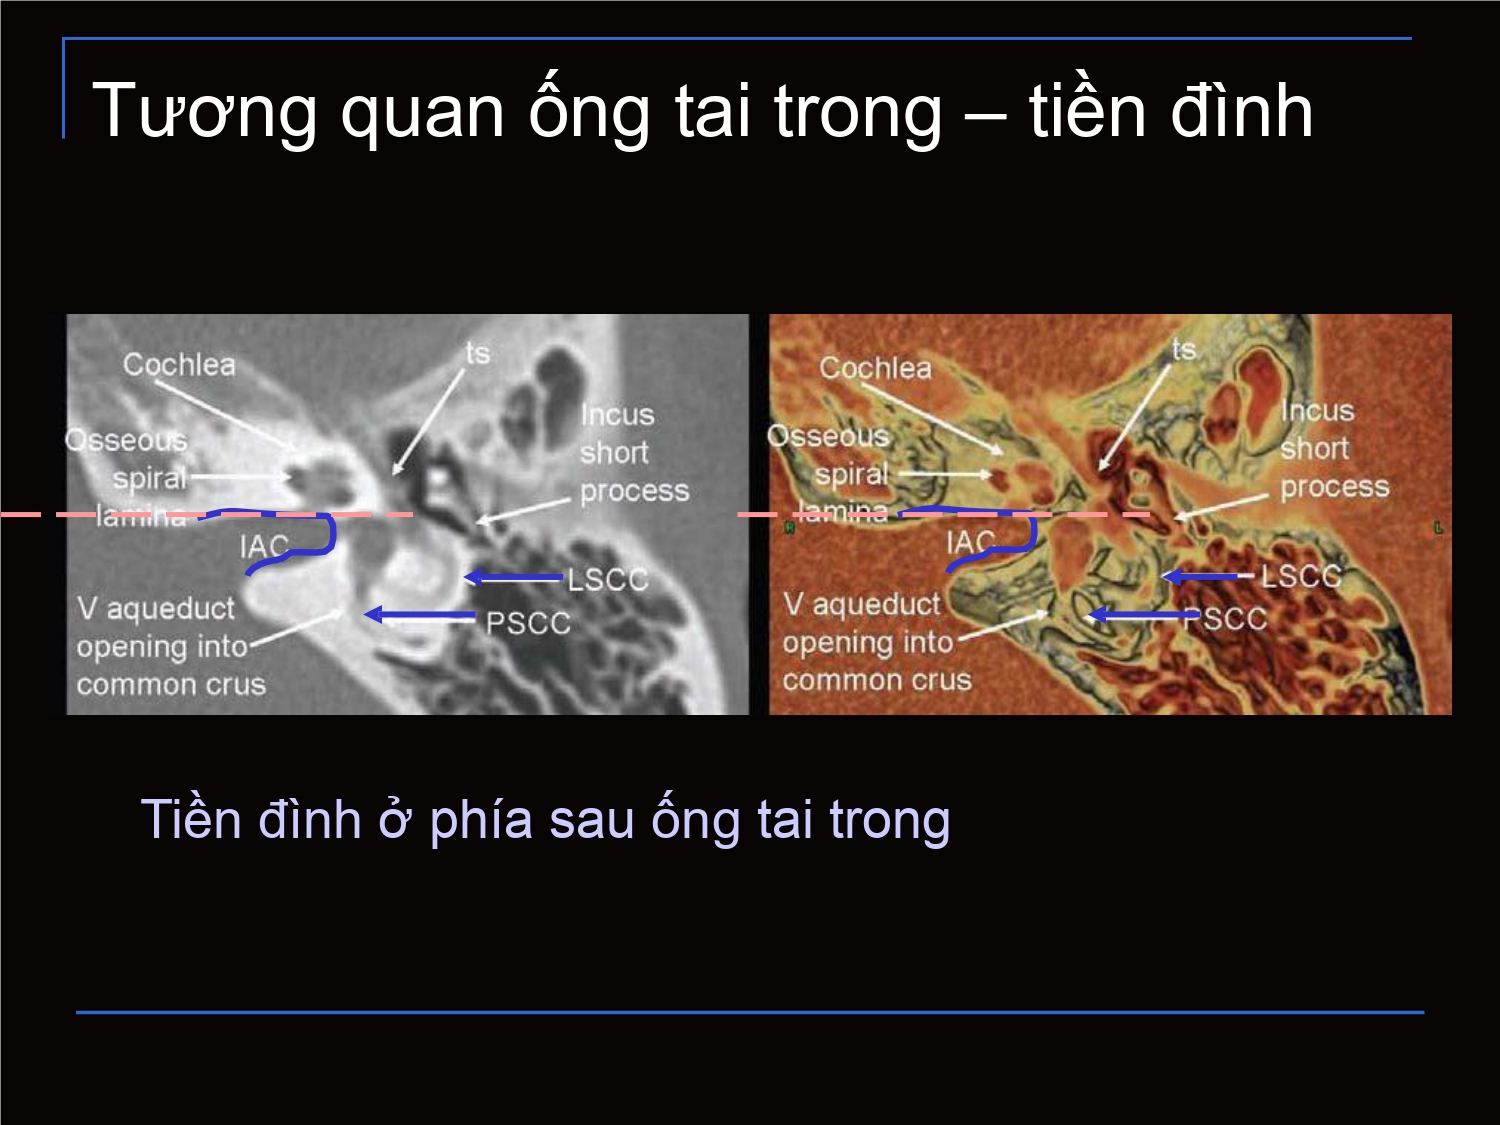 Tương quan ống tai trong – tiền đình
Cochlea
ts
Osseous
spiral
lamina
Incus
short
process
IAC
LSCC
V aqueduct
opening into
common crus
PSCC
Cochlea
ts
Osseous
spiral
lamina
Incus
short
process
R
L
IAC
LSCC
V aqueduct
opening into
common crus
PSCC
Tiền đình ở phía sau ống tai trong